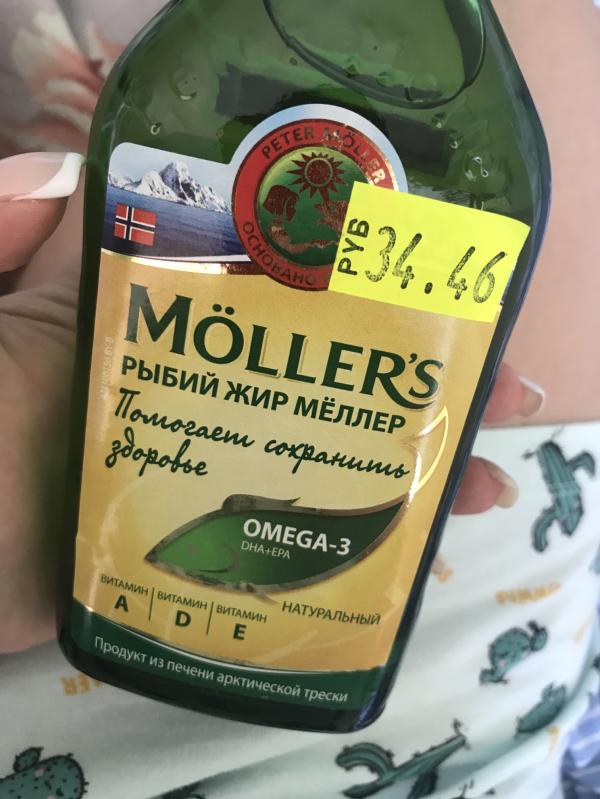 PETER MÖLLER
ОСНОВАНО
РУБ
34.46
MÖLLER'S
РЫБИЙ ЖИР МЁЛЛЕР
Помогает сохранить
здоровье
OMEGA-3
DHA+EPA
ВИТАМИН A
ВИТАМИН D
ВИТАМИН E
НАТУРАЛЬНЫЙ
Продукт из печени арктической трески